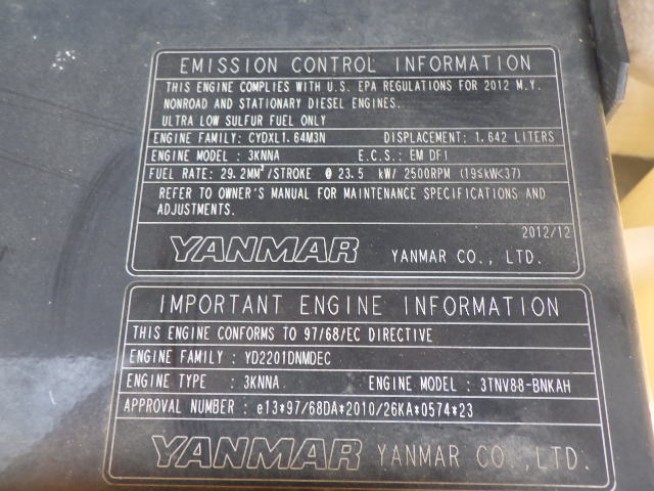 EMISSION CONTROL INFORMATION
THIS ENGINE COMPLIES WITH U.S. EPA REGULATIONS FOR 2012 M.Y.
NONROAD AND STATIONARY DIESEL ENGINES.
ULTRA LOW SULFUR FUEL ONLY
ENGINE FAMILY: CYDXL1.64M3N DISPLACEMENT: 1.642 LITERS
ENGINE MODEL : 3KNNA E.C.S.: EM DFI
FUEL RATE: 29.2MM³/STROKE @ 23.5 kW/ 2500RPM (19≤kW<37)
REFER TO OWNER'S MANUAL FOR MAINTENANCE SPECIFICATIONS AND
ADJUSTMENTS.
2012/12
YANMAR YANMAR CO., LTD.
IMPORTANT ENGINE INFORMATION
THIS ENGINE CONFORMS TO 97/68/EC DIRECTIVE
ENGINE FAMILY : YD2201DNMDEC
ENGINE TYPE : 3KNNA ENGINE MODEL : 3TNV88-BNKAH
APPROVAL NUMBER : e13*97/68DA*2010/26KA*0574*23
YANMAR YANMAR CO.,LTD.